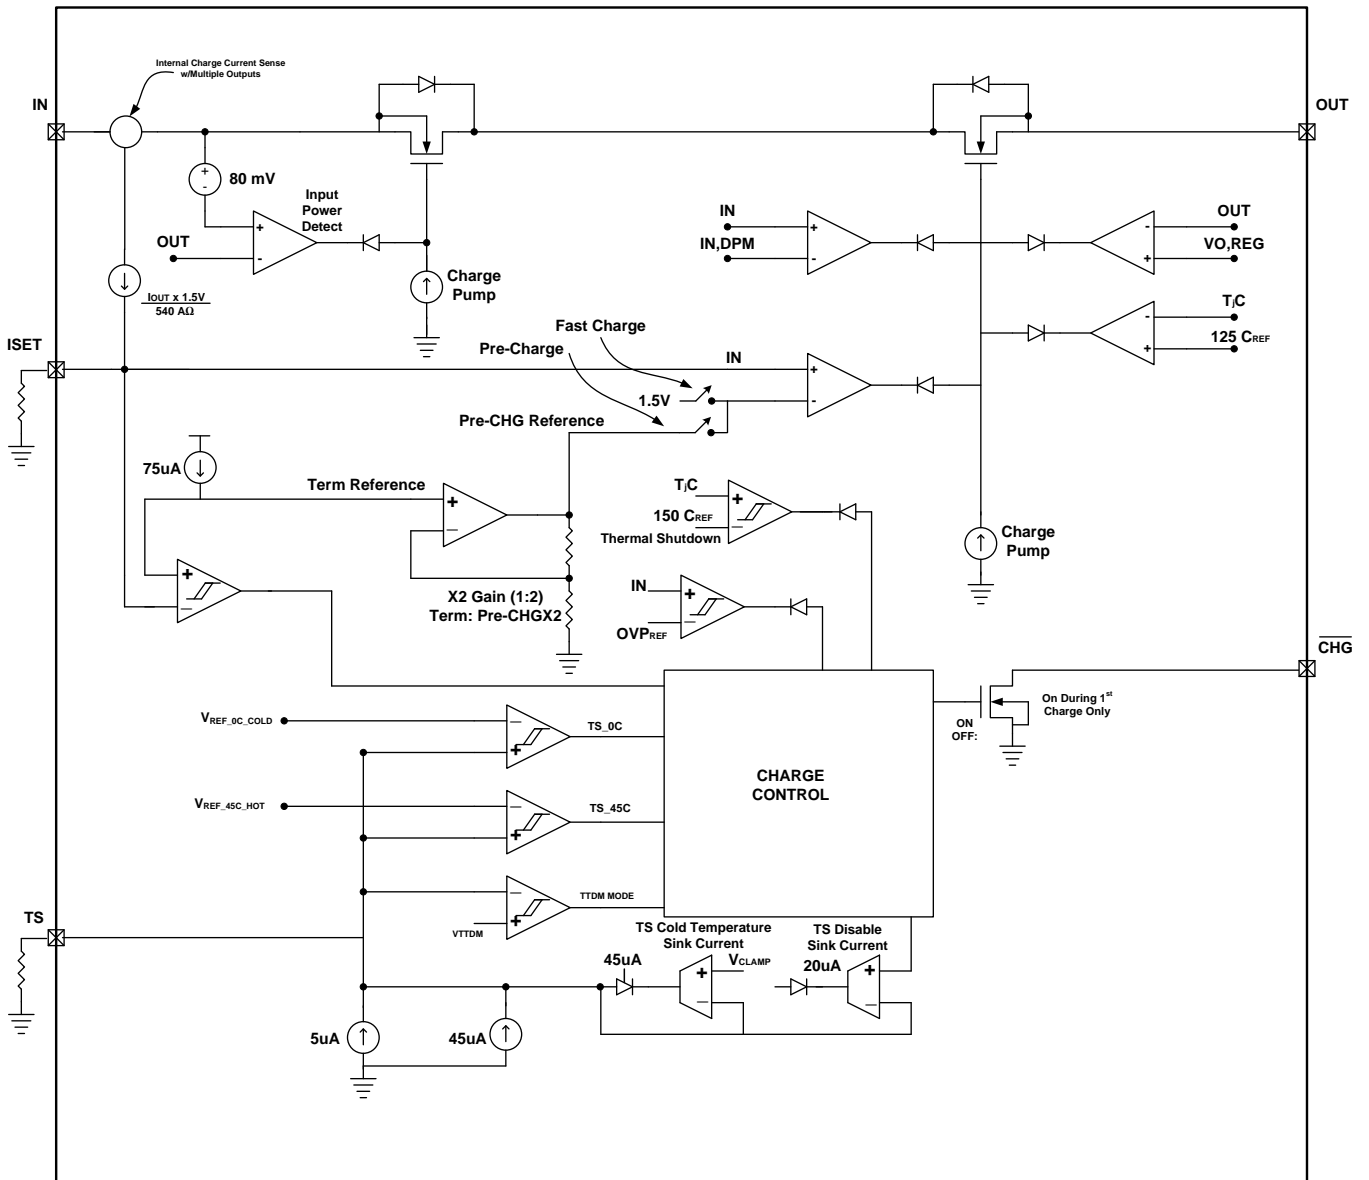 Internal Charge Current Sense
w/Multiple Outputs
IN
OUT
+
-
80 mV
Input
Power
Detect
+
-
OUT
Charge
Pump
IOUT x 1.5V
540 AΩ
IN
IN,DPM
+
-
OUT
VO,REG
-
+
TjC
125 CREF
-
+
Fast Charge
Pre-Charge
ISET
IN
+
-
1.5V
Pre-CHG Reference
75uA
Term Reference
+
−
TjC
150 CREF
Thermal Shutdown
+
−
Charge
Pump
+
−
X2 Gain (1:2)
Term: Pre-CHGX2
IN
OVPREF
+
−
CHG
On During 1st
Charge Only
ON
OFF:
VREF_0C_COLD
−
+
TS_0C
CHARGE
CONTROL
VREF_45C_HOT
−
+
TS_45C
−
+
TTDM MODE
VTTDM
TS
TS Cold Temperature
Sink Current
45uA
+
−
VCLAMP
TS Disable
Sink Current
20uA
+
−
5uA
45uA